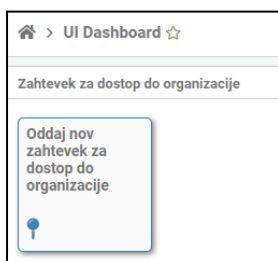 > UI Dashboard
Zahtevek za dostop do organizacije
Oddaj nov
zahtevek za
dostop do
organizacije